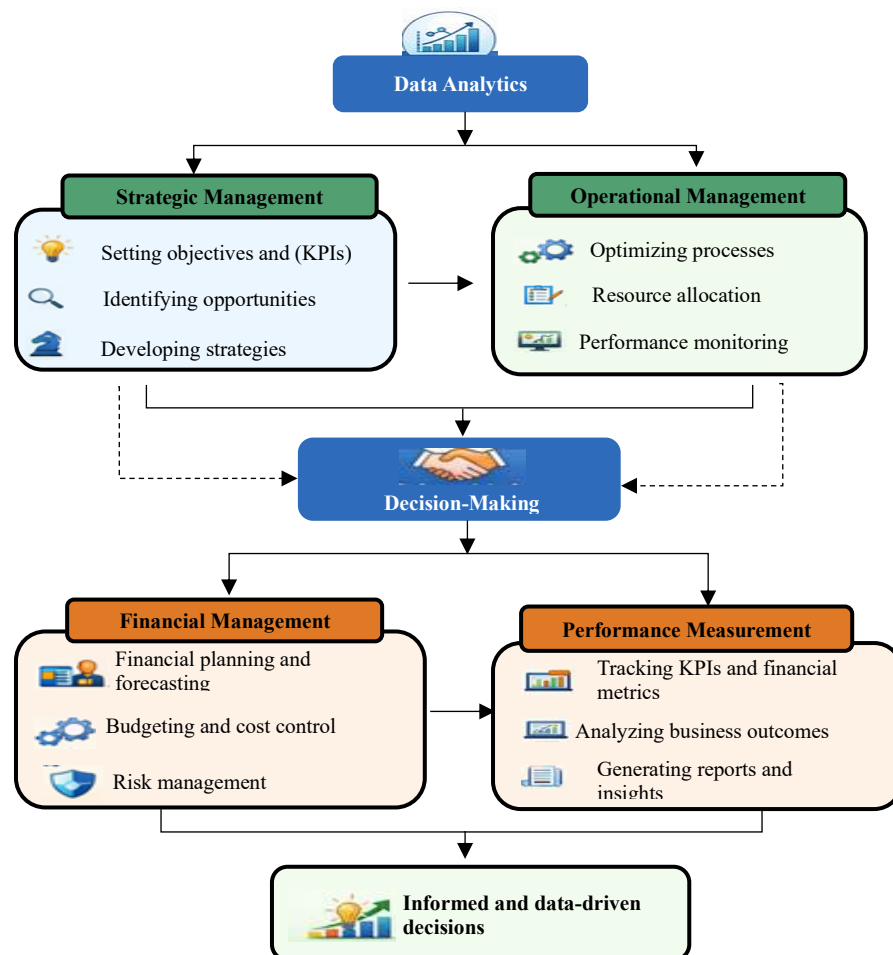 Data Analytics
Strategic Management
Setting objectives and (KPIs)
Identifying opportunities
Developing strategies
Operational Management
Optimizing processes
Resource allocation
Performance monitoring
Decision-Making
Financial Management
Financial planning and
forecasting
Budgeting and cost control
Risk management
Performance Measurement
Tracking KPIs and financial
metrics
Analyzing business outcomes
Generating reports and
insights
Informed and data-driven
decisions